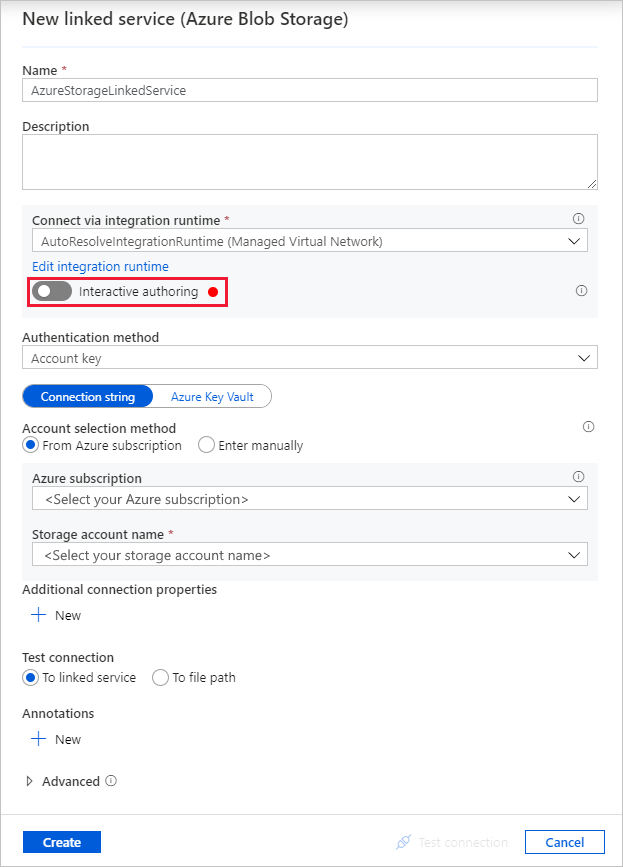 New linked service (Azure Blob Storage)
Name *
AzureStorageLinkedService
Description
Connect via integration runtime *
AutoResolveIntegrationRuntime (Managed Virtual Network)
Edit integration runtime
Interactive authoring
Authentication method
Account key
Connection string Azure Key Vault
Account selection method
From Azure subscription Enter manually
Azure subscription
<Select your Azure subscription>
Storage account name *
<Select your storage account name>
Additional connection properties
New
Test connection
To linked service To file path
Annotations
New
Advanced
Create Test connection Cancel